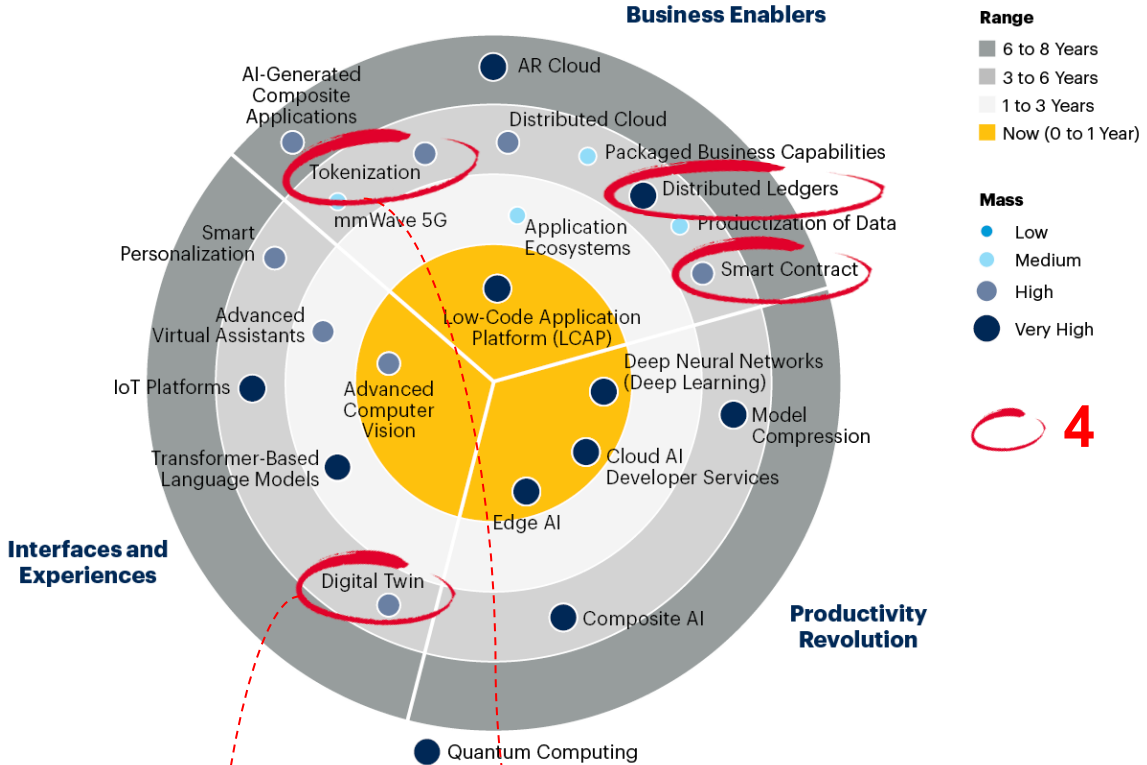 Business Enablers
Range
6 to 8 Years
3 to 6 Years
1 to 3 Years
Now (0 to 1 Year)
AR Cloud
AI-Generated
Composite
Applications
Distributed Cloud
Packaged Business Capabilities
Tokenization
Distributed Ledgers
mmWave 5G
Application
Ecosystems
Productization of Data
Smart Contract
Mass
Low
Medium
High
Very High
Smart
Personalization
Low-Code Application
Platform (LCAP)
Advanced
Virtual Assistants
IoT Platforms
Advanced
Computer
Vision
Deep Neural Networks
(Deep Learning)
Model
Compression
4
Transformer-Based
Language Models
Cloud AI
Developer Services
Edge AI
Interfaces and
Experiences
Digital Twin
Composite AI
Productivity
Revolution
Quantum Computing